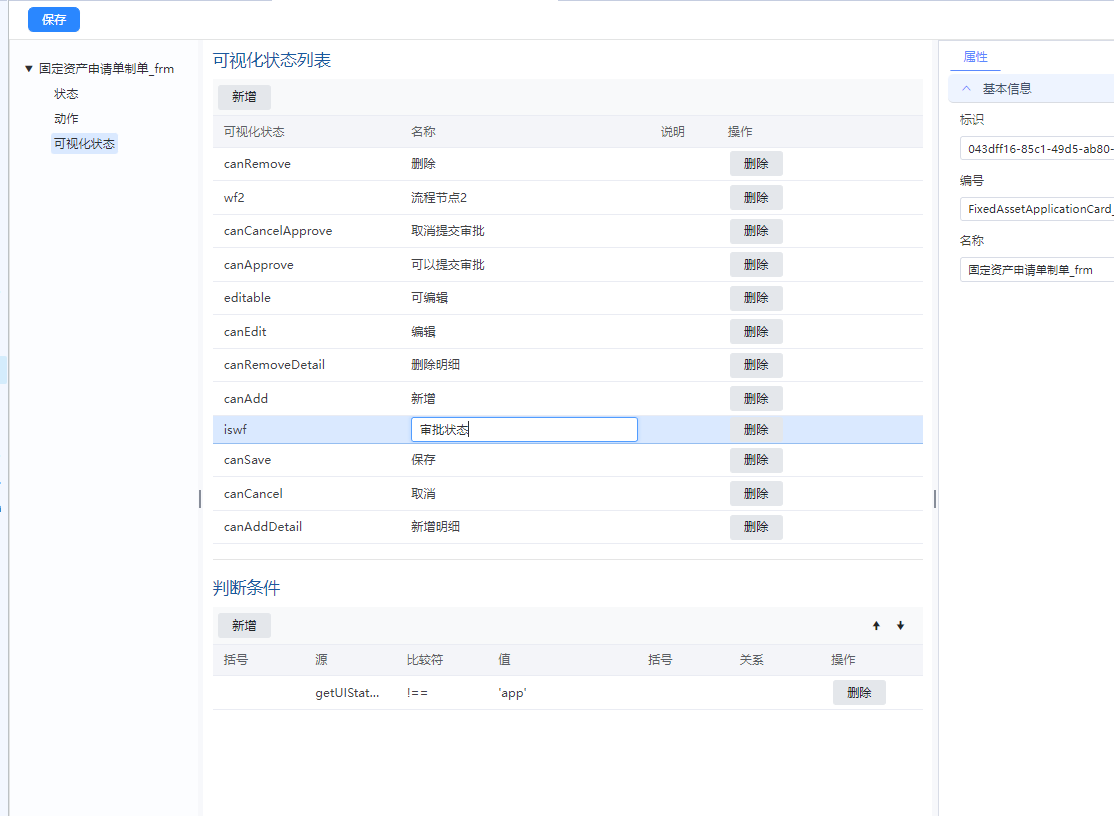 保存
固定资产申请单制单_frm
状态
动作
可视化状态
可视化状态列表
新增
可视化状态 名称 说明 操作
canRemove 删除 删除
wf2 流程节点2 删除
canCancelApprove 取消提交审批 删除
canApprove 可以提交审批 删除
editable 可编辑 删除
canEdit 编辑 删除
canRemoveDetail 删除明细 删除
canAdd 新增 删除
iswf 审批状态 删除
canSave 保存 删除
canCancel 取消 删除
canAddDetail 新增明细 删除
判断条件
新增
括号 源 比较符 值 括号 关系 操作
getUIStat... !== 'app' 删除
属性
基本信息
标识
043dff16-85c1-49d5-ab80-
编号
FixedAssetApplicationCard_
名称
固定资产申请单制单_frm